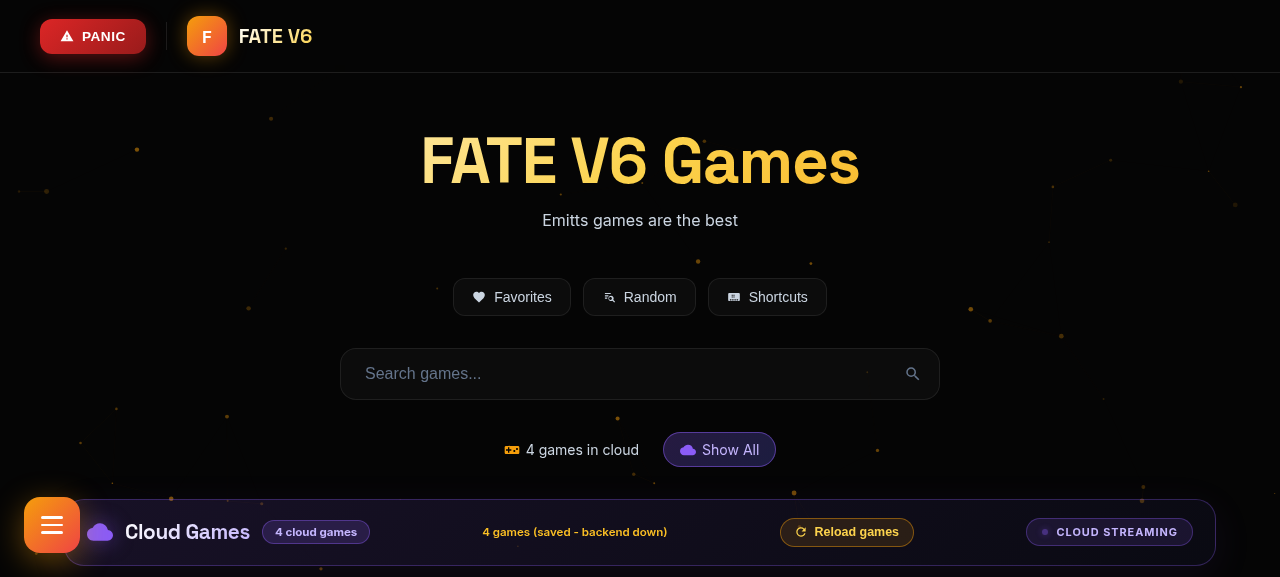 PANIC
F
FATE V6
FATE V6 Games
Emitts games are the best
Favorites
Random
Shortcuts
Search games...
4 games in cloud
Show All
Cloud Games
4 cloud games
4 games (saved - backend down)
Reload games
CLOUD STREAMING